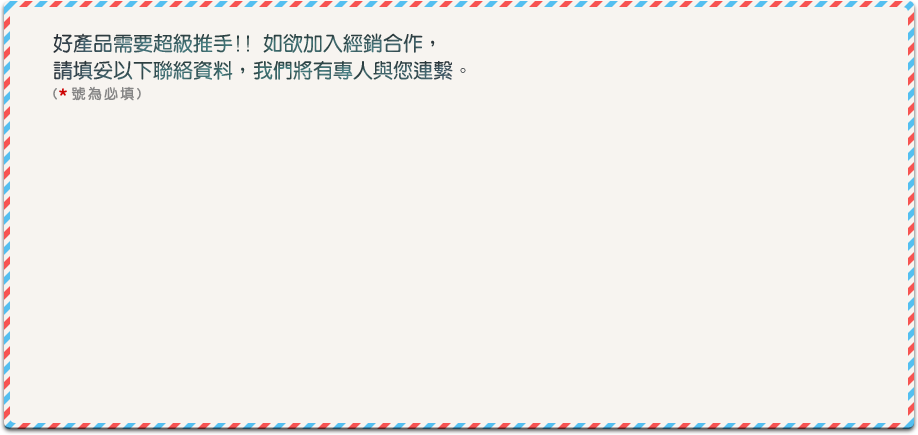 好產品需要超級推手!! 如欲加入經銷合作，
請填妥以下聯絡資料，我們將有專人與您連繫。
(* 號為必填)